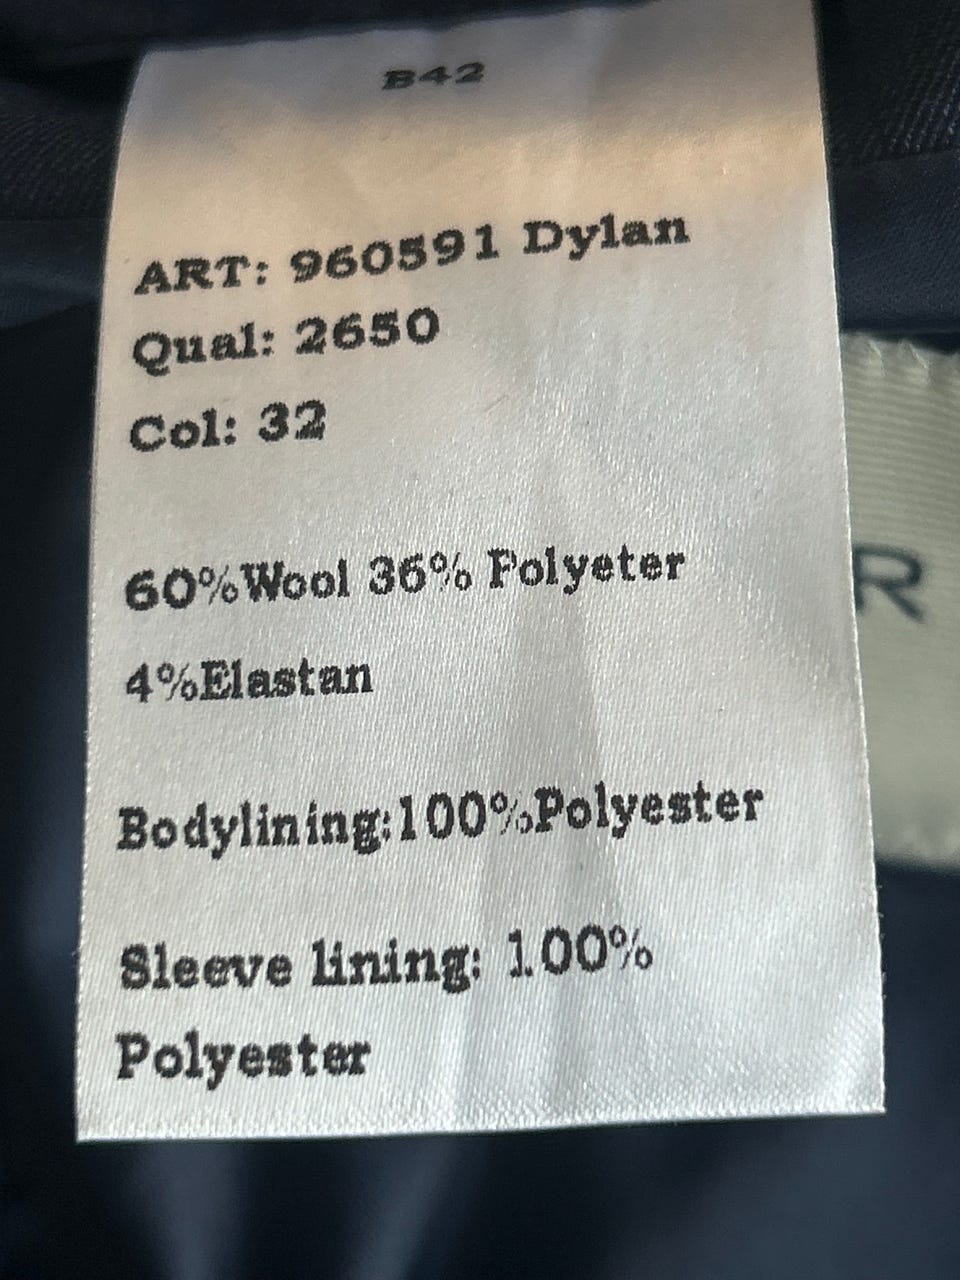 B42
ART: 960591 Dylan
Qual: 2650
Col: 32
60%Wool 36% Polyeter
4%Elastan
Bodylining:100%Polyester
Sleeve lining: 100%
Polyester
R